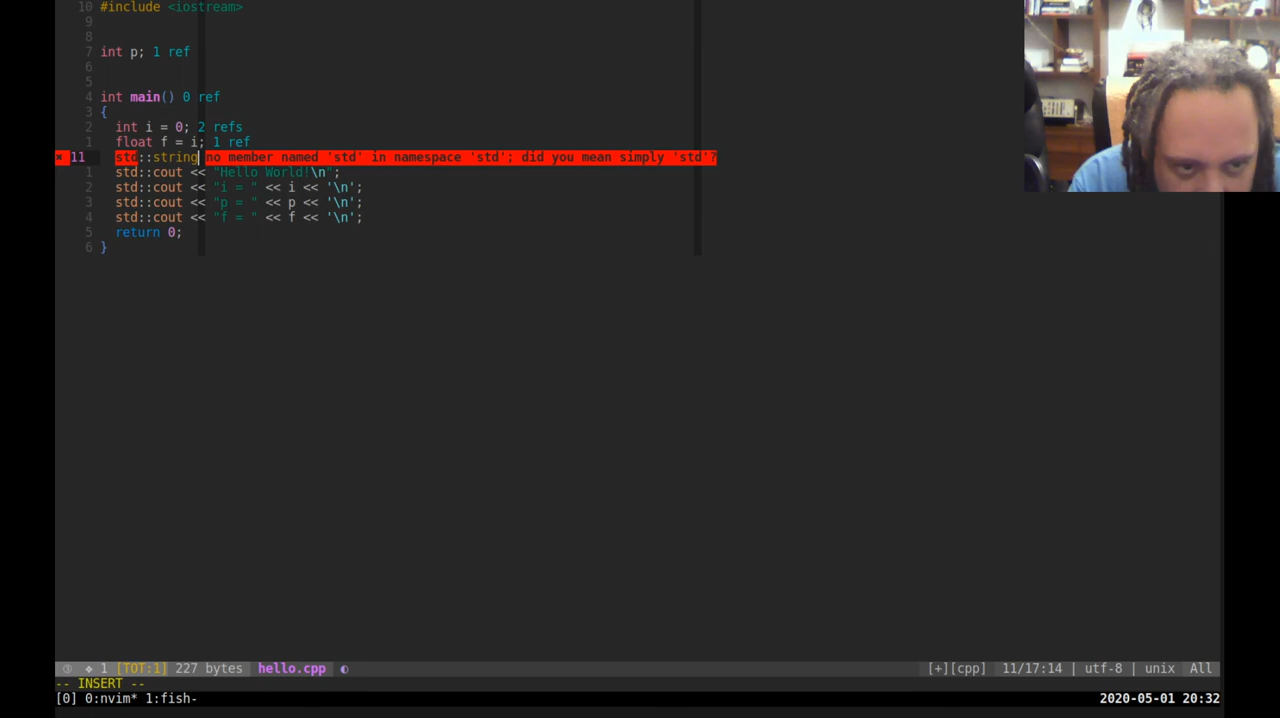 10 #include <iostream>
9
8
7 int p; 1 ref
6
5
4 int main() 0 ref
3 {
2 int i = 0; 2 refs
1 float f = i; 1 ref
✖ 11 std::string no member named 'std' in namespace 'std'; did you mean simply 'std'?
1 std::cout << "Hello World!\n";
2 std::cout << "i = " << i << '\n';
3 std::cout << "p = " << p << '\n';
4 std::cout << "f = " << f << '\n';
5 return 0;
6 }
③ ❖ 1 [TOT:1] 227 bytes hello.cpp ◐ [+][cpp] 11/17:14 | utf-8 | unix All
-- INSERT --
[0] 0:nvim* 1:fish- 2020-05-01 20:32